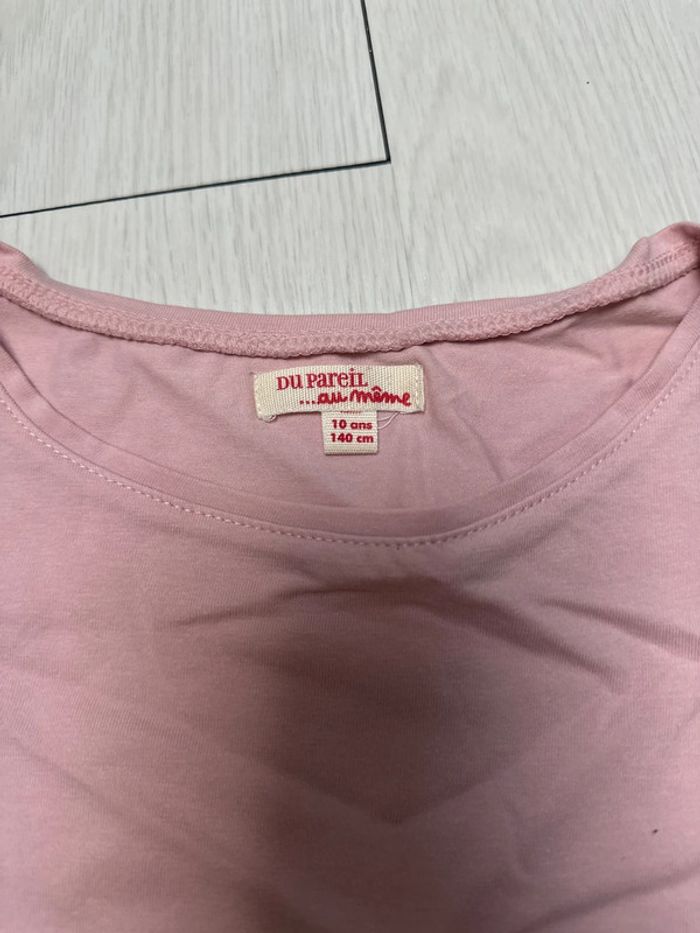 DU PaREIL
...au même
10 ans
140 cm